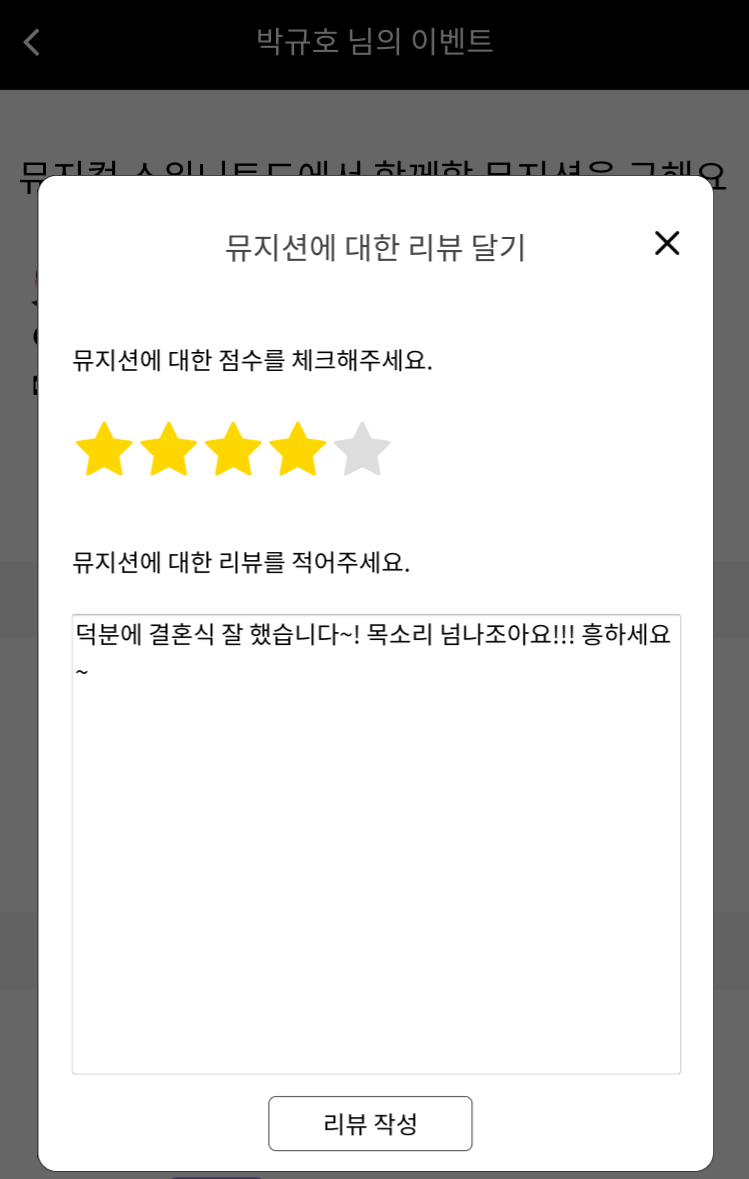 박규호 님의 이벤트
뮤지션에 대한 리뷰 달기
뮤지션에 대한 점수를 체크해주세요.
뮤지션에 대한 리뷰를 적어주세요.
덕분에 결혼식 잘 했습니다~! 목소리 넘나조아요!!! 흥하세요
~
리뷰 작성